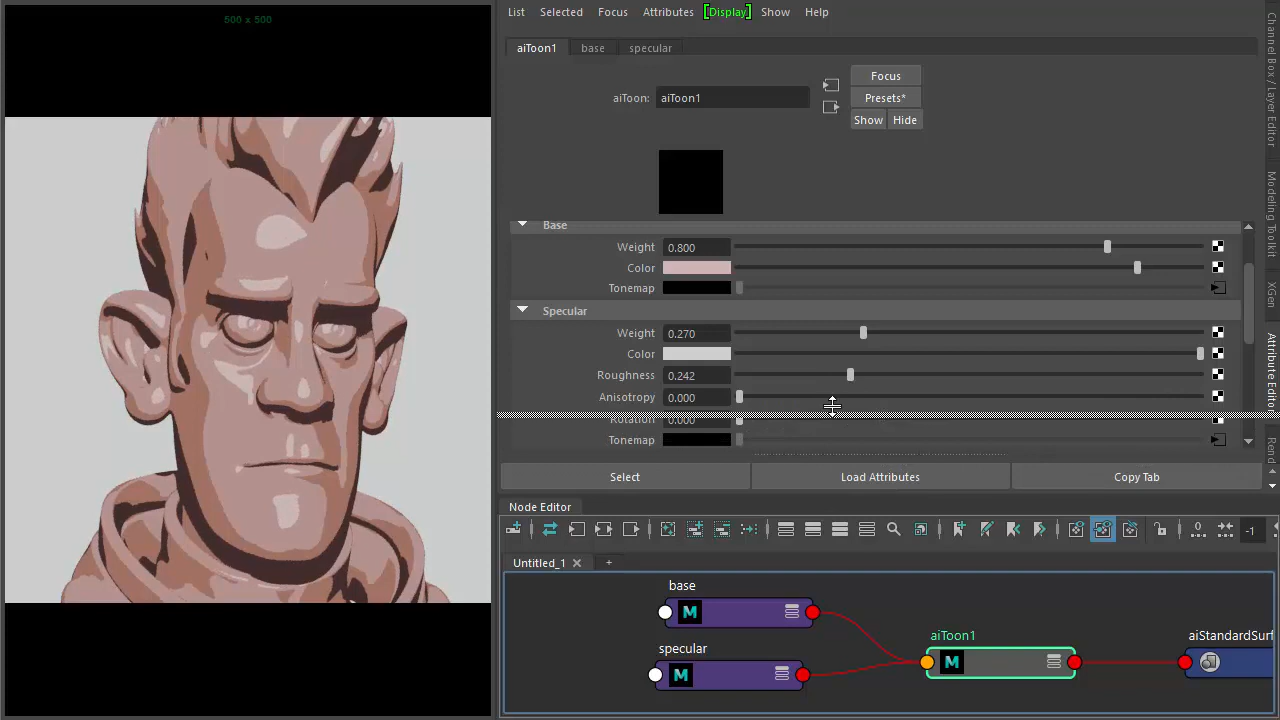 500 x 500
List Selected Focus Attributes [Display] Show Help
aiToon1 base specular
aiToon: aiToon1
Focus
Presets*
Show Hide
Base
Weight 0.800
Color
Tonemap
Specular
Weight 0.270
Color
Roughness 0.242
Anisotropy 0.000
Rotation 0.000
Tonemap
Select Load Attributes Copy Tab
Node Editor
-1
Untitled_1 × +
base
M
specular
M
aiToon1
M
aiStandardSurf
Channel Box / Layer Editor
Modeling Toolkit
XGen
Attribute Editor
Rend